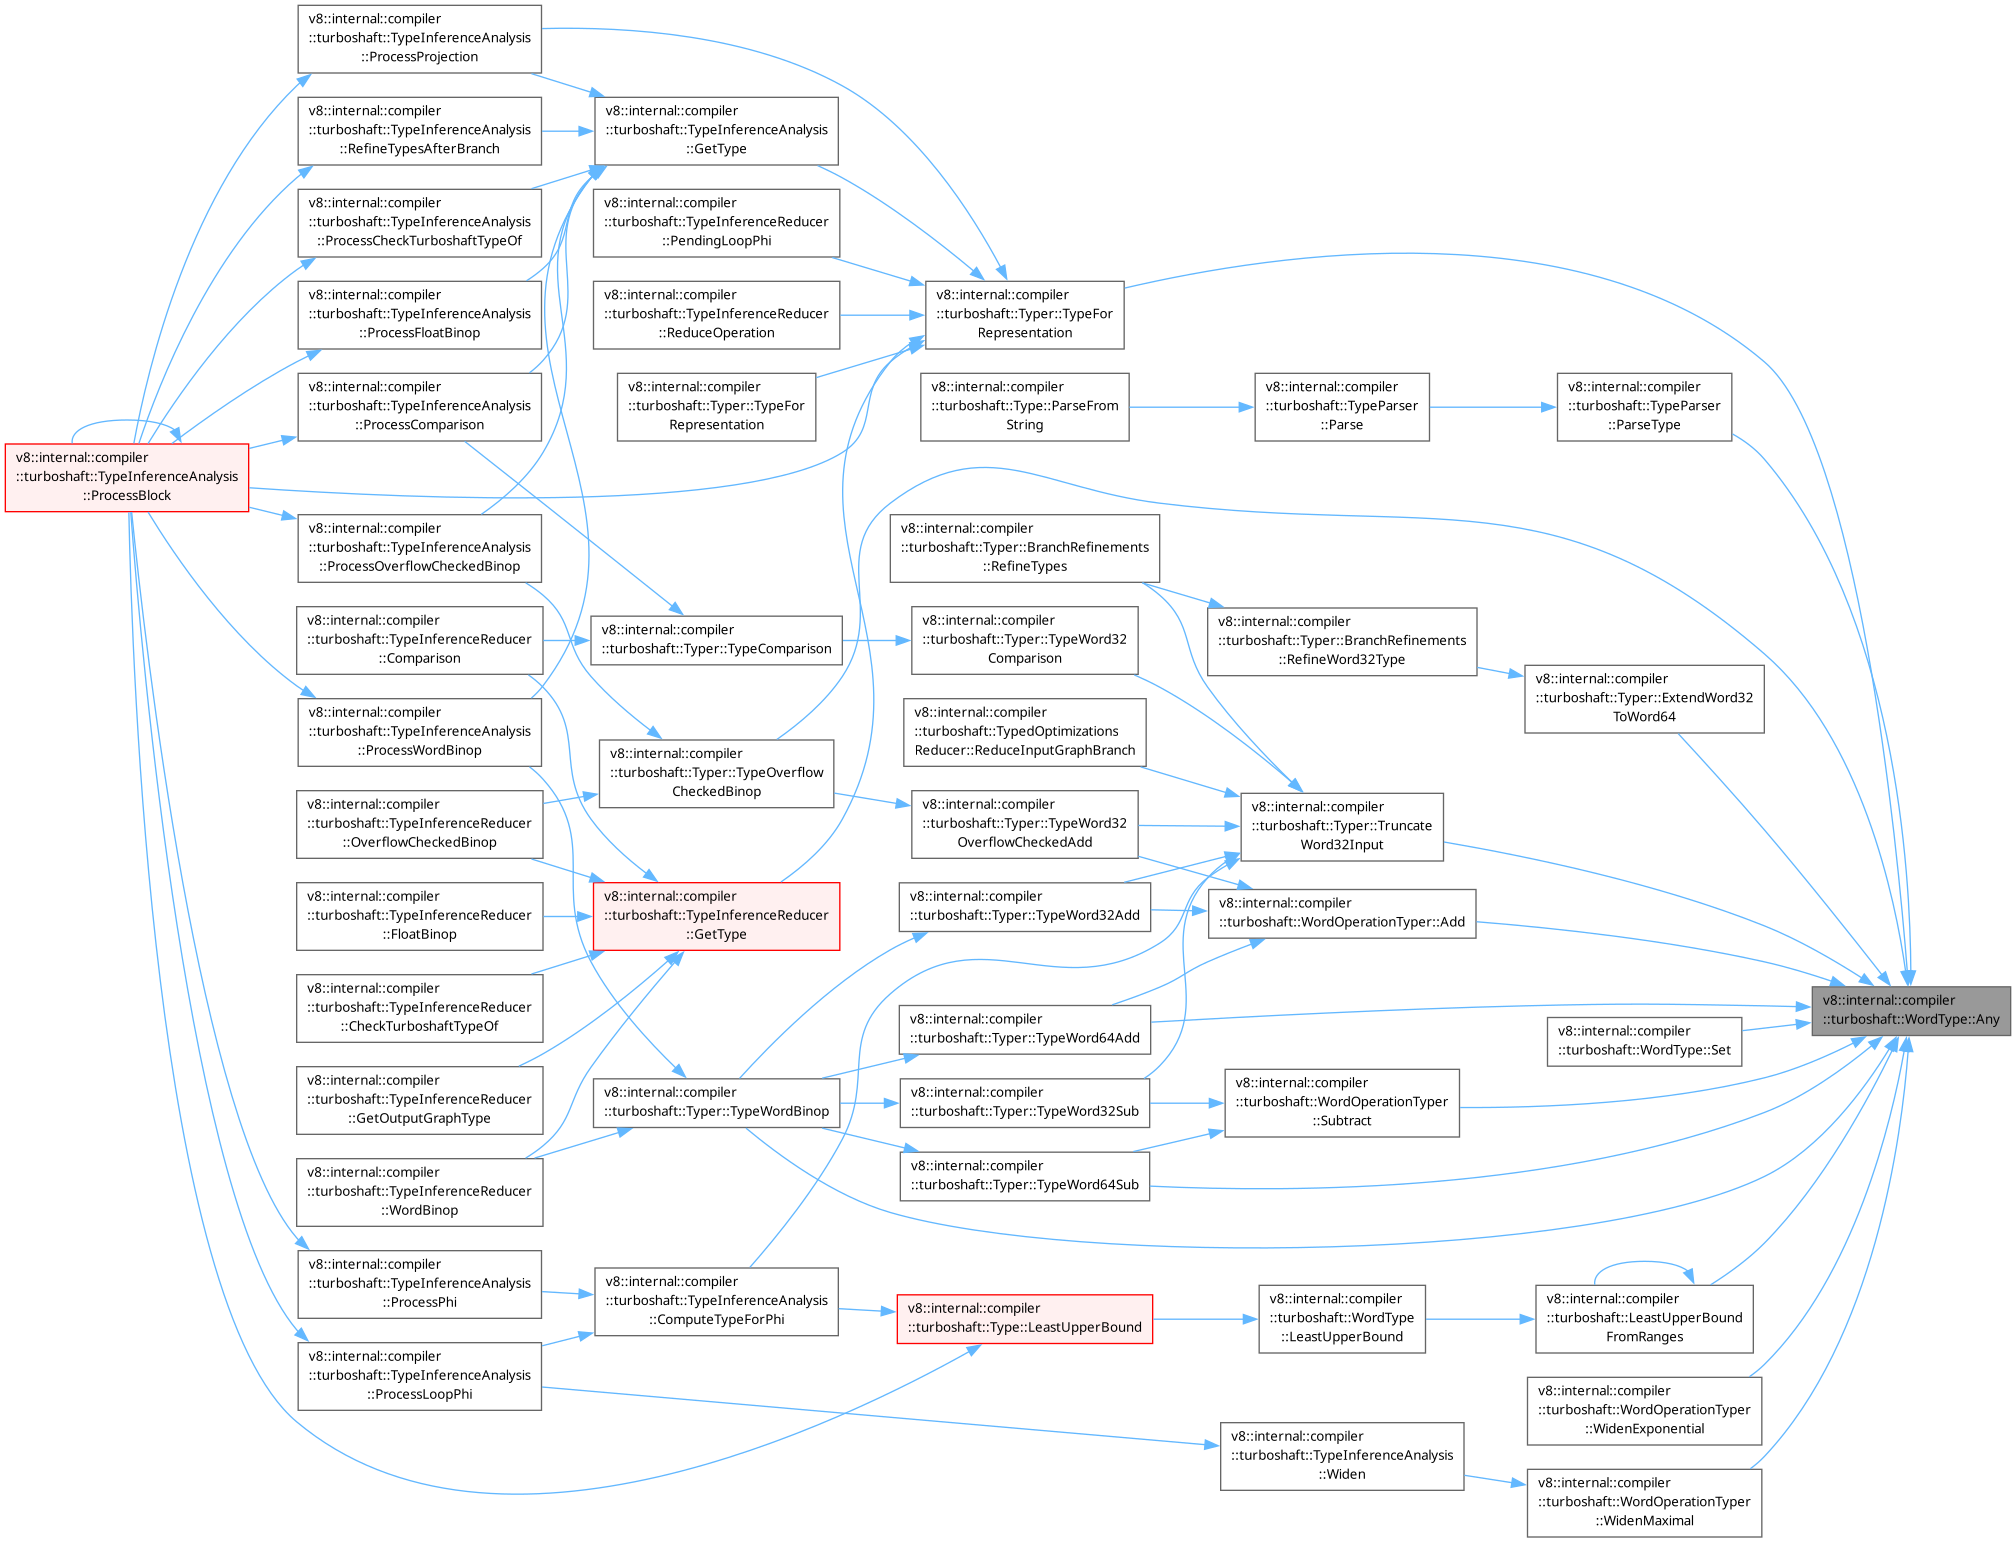 v8::internal::compiler
::turboshaft::TypeInferenceAnalysis
::ProcessProjection
v8::internal::compiler
::turboshaft::TypeInferenceAnalysis
::RefineTypesAfterBranch
v8::internal::compiler
::turboshaft::TypeInferenceAnalysis
::ProcessCheckTurboshaftTypeOf
v8::internal::compiler
::turboshaft::TypeInferenceAnalysis
::ProcessFloatBinop
v8::internal::compiler
::turboshaft::TypeInferenceAnalysis
::ProcessComparison
v8::internal::compiler
::turboshaft::TypeInferenceAnalysis
::ProcessBlock
v8::internal::compiler
::turboshaft::TypeInferenceAnalysis
::ProcessOverflowCheckedBinop
v8::internal::compiler
::turboshaft::TypeInferenceReducer
::Comparison
v8::internal::compiler
::turboshaft::TypeInferenceAnalysis
::ProcessWordBinop
v8::internal::compiler
::turboshaft::TypeInferenceReducer
::OverflowCheckedBinop
v8::internal::compiler
::turboshaft::TypeInferenceReducer
::FloatBinop
v8::internal::compiler
::turboshaft::TypeInferenceReducer
::CheckTurboshaftTypeOf
v8::internal::compiler
::turboshaft::TypeInferenceReducer
::GetOutputGraphType
v8::internal::compiler
::turboshaft::TypeInferenceReducer
::WordBinop
v8::internal::compiler
::turboshaft::TypeInferenceAnalysis
::ProcessPhi
v8::internal::compiler
::turboshaft::TypeInferenceAnalysis
::ProcessLoopPhi
v8::internal::compiler
::turboshaft::TypeInferenceAnalysis
::GetType
v8::internal::compiler
::turboshaft::TypeInferenceReducer
::PendingLoopPhi
v8::internal::compiler
::turboshaft::TypeInferenceReducer
::ReduceOperation
v8::internal::compiler
::turboshaft::Typer::TypeFor
Representation
v8::internal::compiler
::turboshaft::Typer::TypeComparison
v8::internal::compiler
::turboshaft::Typer::TypeOverflow
CheckedBinop
v8::internal::compiler
::turboshaft::TypeInferenceReducer
::GetType
v8::internal::compiler
::turboshaft::Typer::TypeWordBinop
v8::internal::compiler
::turboshaft::TypeInferenceAnalysis
::ComputeTypeForPhi
v8::internal::compiler
::turboshaft::Typer::TypeFor
Representation
v8::internal::compiler
::turboshaft::Type::ParseFrom
String
v8::internal::compiler
::turboshaft::Typer::BranchRefinements
::RefineTypes
v8::internal::compiler
::turboshaft::Typer::TypeWord32
Comparison
v8::internal::compiler
::turboshaft::TypedOptimizations
Reducer::ReduceInputGraphBranch
v8::internal::compiler
::turboshaft::Typer::TypeWord32
OverflowCheckedAdd
v8::internal::compiler
::turboshaft::Typer::TypeWord32Add
v8::internal::compiler
::turboshaft::Typer::TypeWord64Add
v8::internal::compiler
::turboshaft::Typer::TypeWord32Sub
v8::internal::compiler
::turboshaft::Typer::TypeWord64Sub
v8::internal::compiler
::turboshaft::Type::LeastUpperBound
v8::internal::compiler
::turboshaft::TypeParser
::Parse
v8::internal::compiler
::turboshaft::Typer::BranchRefinements
::RefineWord32Type
v8::internal::compiler
::turboshaft::Typer::Truncate
Word32Input
v8::internal::compiler
::turboshaft::WordOperationTyper::Add
v8::internal::compiler
::turboshaft::WordOperationTyper
::Subtract
v8::internal::compiler
::turboshaft::WordType
::LeastUpperBound
v8::internal::compiler
::turboshaft::TypeInferenceAnalysis
::Widen
v8::internal::compiler
::turboshaft::TypeParser
::ParseType
v8::internal::compiler
::turboshaft::Typer::ExtendWord32
ToWord64
v8::internal::compiler
::turboshaft::WordType::Set
v8::internal::compiler
::turboshaft::LeastUpperBound
FromRanges
v8::internal::compiler
::turboshaft::WordOperationTyper
::WidenExponential
v8::internal::compiler
::turboshaft::WordOperationTyper
::WidenMaximal
v8::internal::compiler
::turboshaft::WordType::Any